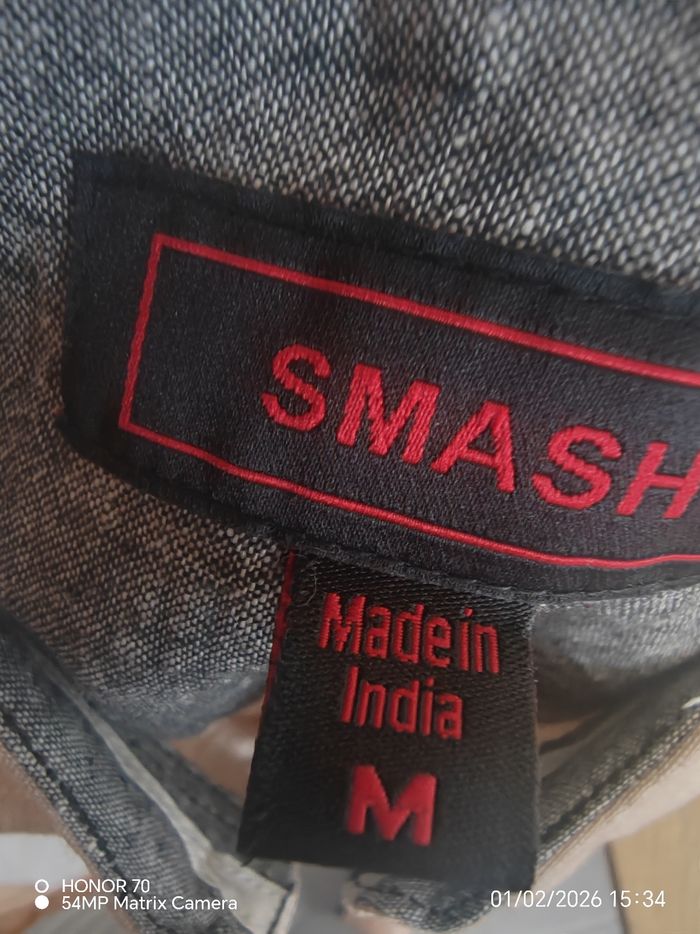 SMASH
Made in
India
M
HONOR 70
54MP Matrix Camera
01/02/2026 15:34